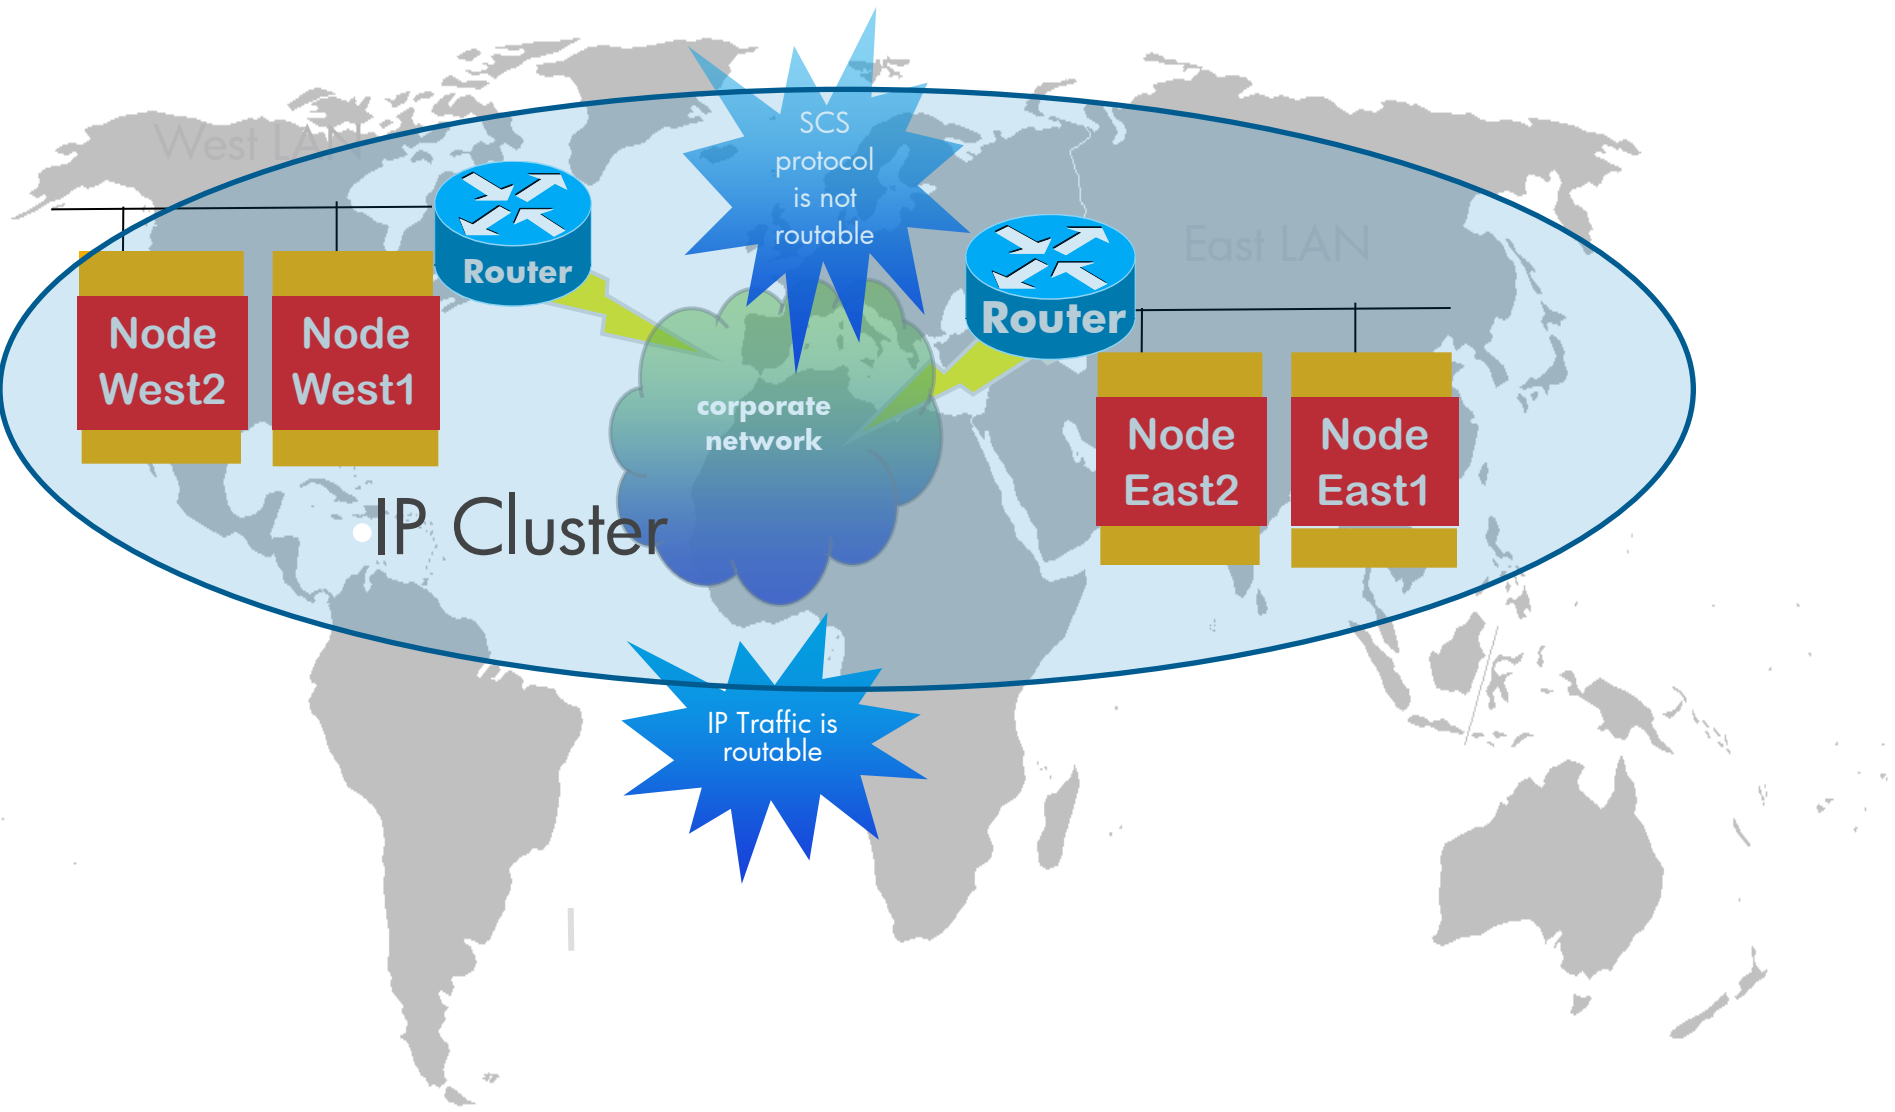 West LAN
SCS
protocol
is not
routable
Router
East LAN
Router
Node
West2
Node
West1
corporate
network
Node
East2
Node
East1
•IP Cluster
IP Traffic is
routable